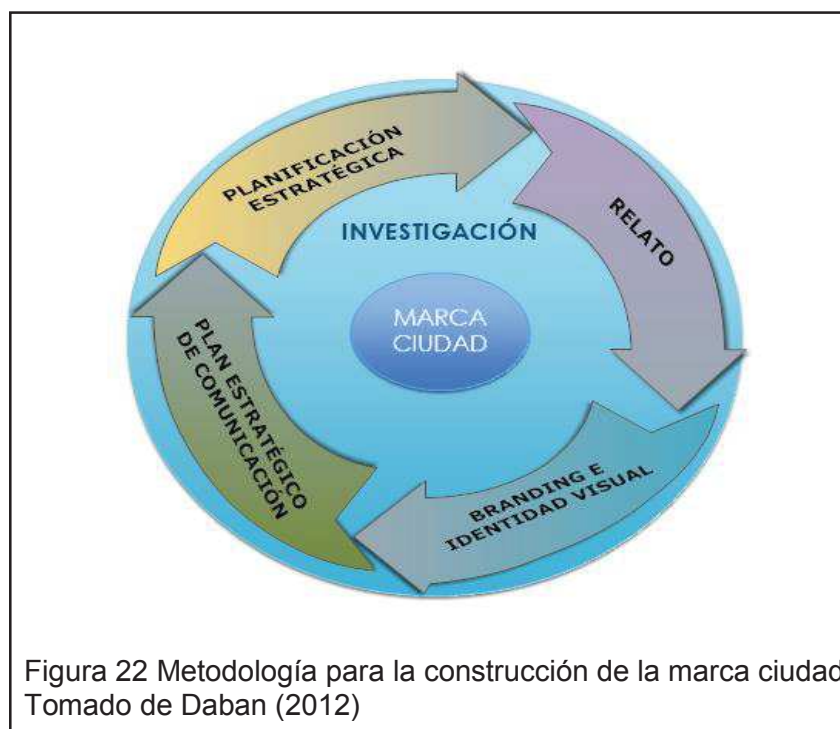 PLANIFICACIÓN
ESTRATÉGICA
RELATO
INVESTIGACIÓN
MARCA
CIUDAD
BRANDING E
IDENTIDAD VISUAL
PLAN ESTRATÉGICO
DE COMUNICACIÓN
Figura 22 Metodología para la construcción de la marca ciudad
Tomado de Daban (2012)